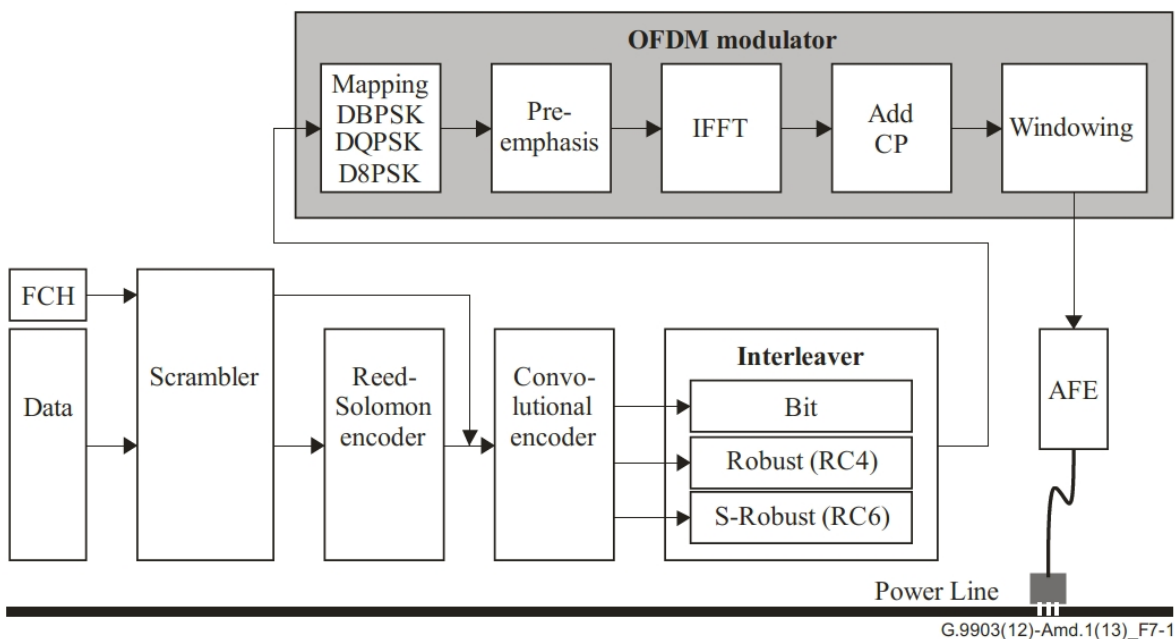 OFDM modulator
Mapping
DBPSK
DQPSK
D8PSK
Pre-
emphasis
IFFT
Add
CP
Windowing
FCH
Data
Scrambler
Reed-
Solomon
encoder
Convo-
lutional
encoder
Interleaver
Bit
Robust (RC4)
S-Robust (RC6)
AFE
Power Line
G.9903(12)-Amd.1(13)_F7-1